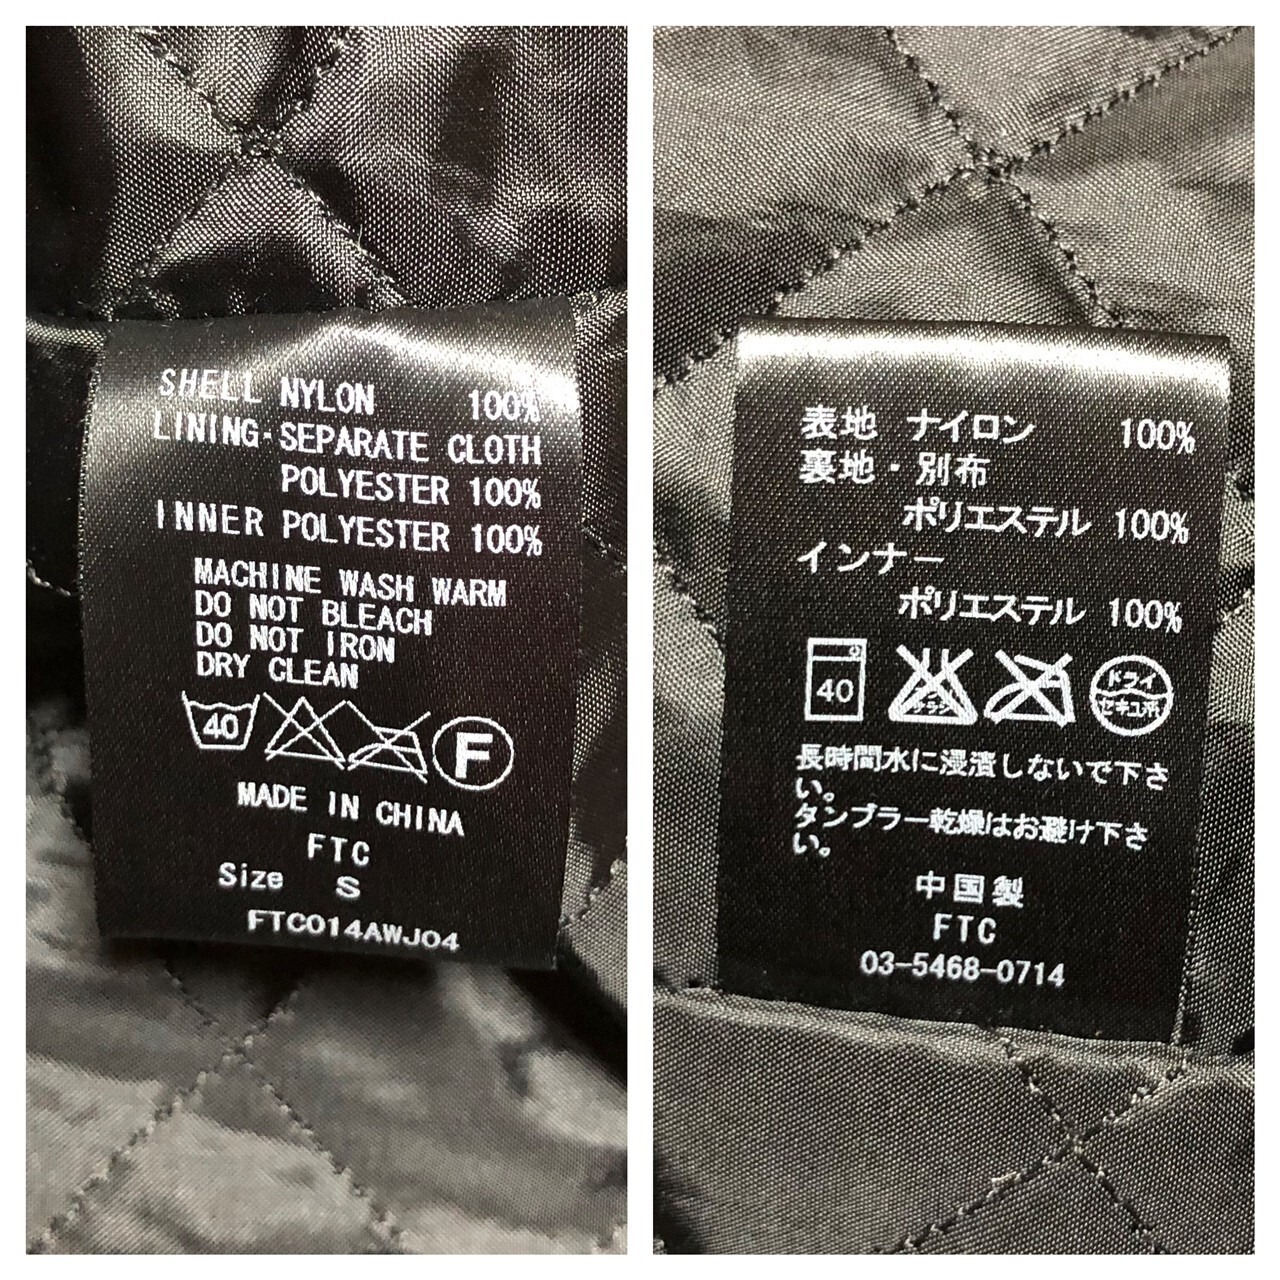 SHELL NYLON 100%
LINING・SEPARATE CLOTH
POLYESTER 100%
INNER POLYESTER 100%
MACHINE WASH WARM
DO NOT BLEACH
DO NOT IRON
DRY CLEAN
40 F
MADE IN CHINA
FTC
Size S
FTC014AWJ04
表地 ナイロン 100%
裏地・別布
ポリエステル 100%
インナー
ポリエステル 100%
40 ドライ
セキユ系
長時間水に浸漬しないで下さ
い。
タンブラー乾燥はお避け下さ
い。
中国製
FTC
03-5468-0714